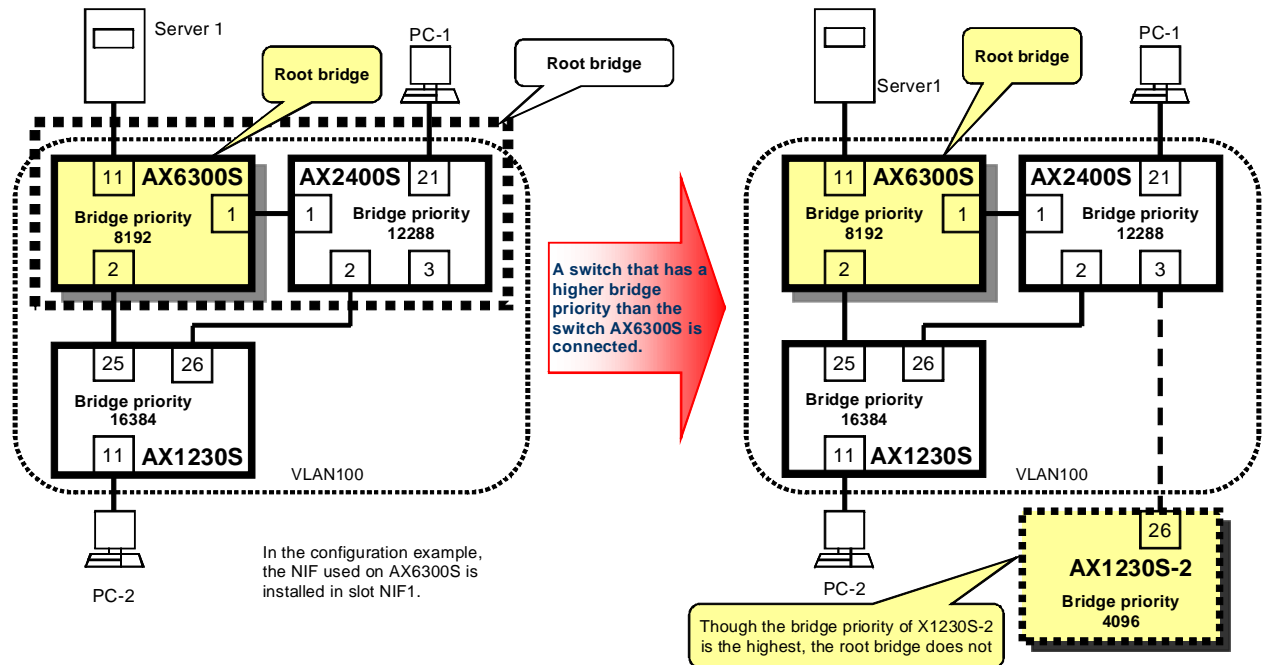 Server 1
PC-1
Root bridge
Root bridge
11
AX6300S
Bridge priority
8192
1
2
AX2400S
21
1
Bridge priority
12288
2
3
25
26
Bridge priority
16384
11
AX1230S
VLAN100
PC-2
In the configuration example,
the NIF used on AX6300S is
installed in slot NIF1.
A switch that has a
higher bridge
priority than the
switch AX6300S is
connected.
Server1
PC-1
Root bridge
11
AX6300S
Bridge priority
8192
1
2
AX2400S
21
1
Bridge priority
12288
2
3
25
26
Bridge priority
16384
11
AX1230S
VLAN100
PC-2
26
AX1230S-2
Bridge priority
4096
Though the bridge priority of X1230S-2
is the highest, the root bridge does not